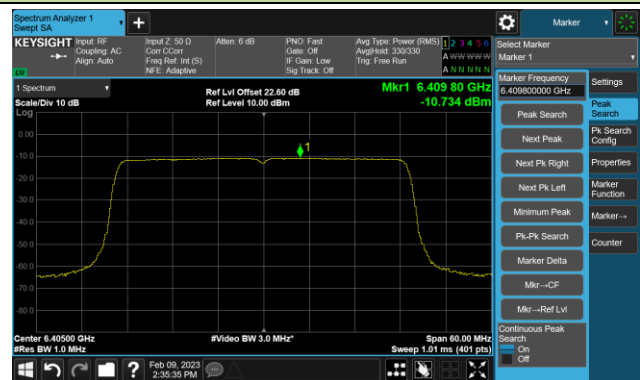 Spectrum Analyzer 1
Swept SA
Marker
KEYSIGHT
Input: RF
Coupling: AC
Align: Auto
Input Z: 50 Ω
Corr CCorr
Freq Ref: Int (S)
NFE: Adaptive
Atten: 6 dB
PNO: Fast
Gate: Off
IF Gain: Low
Sig Track: Off
Avg Type: Power (RMS)
Avg|Hold: 330/330
Trig: Free Run
1 2 3 4 5 6
A W W W W W
A N N N N N
LW
Select Marker
Marker 1
1 Spectrum
Scale/Div 10 dB
Log
Ref Lvl Offset 22.60 dB
Ref Level 10.00 dBm
Mkr1 6.409 80 GHz
-10.734 dBm
1
0.00
-10.0
-20.0
-30.0
-40.0
-50.0
-60.0
-70.0
-80.0
Center 6.40500 GHz
#Res BW 1.0 MHz
#Video BW 3.0 MHz*
Span 60.00 MHz
Sweep 1.01 ms (401 pts)
Marker Frequency
6.409800000 GHz
Peak Search
Next Peak
Next Pk Right
Next Pk Left
Minimum Peak
Pk-Pk Search
Marker Delta
Mkr→CF
Mkr→Ref Lvl
Continuous Peak
Search
On
Off
Settings
Peak
Search
Pk Search
Config
Properties
Marker
Function
Marker→
Counter
Feb 09, 2023
2:35:35 PM